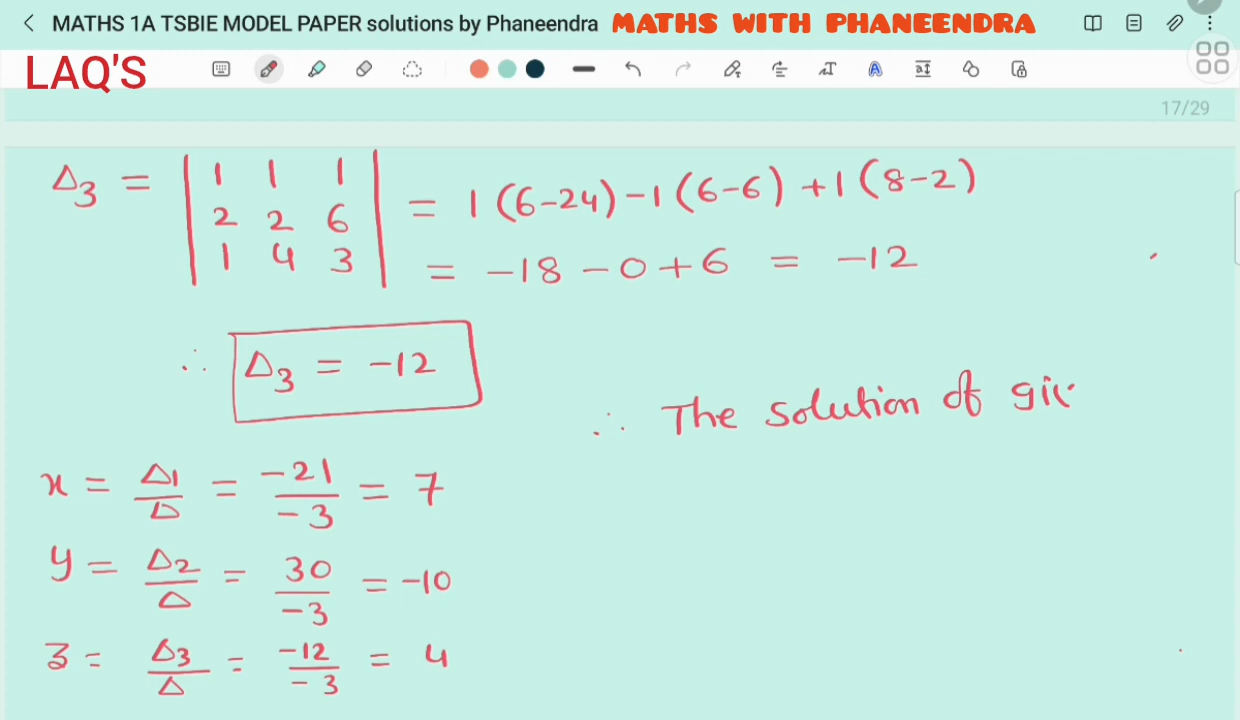 MATHS 1A TSBIE MODEL PAPER solutions by Phaneendra MATHS WITH PHANEENDRA
LAQ'S
17/29
Δ3 = | 1 1 1 | = 1 (6-24) -1 (6-6) +1 (8-2)
| 2 2 6 |
| 1 4 3 | = -18 -0+6 = -12
∴ Δ3 = -12
∴ The solution of giv
x = Δ1/Δ = -21/-3 = 7
y = Δ2/Δ = 30/-3 = -10
z = Δ3/Δ = -12/-3 = 4